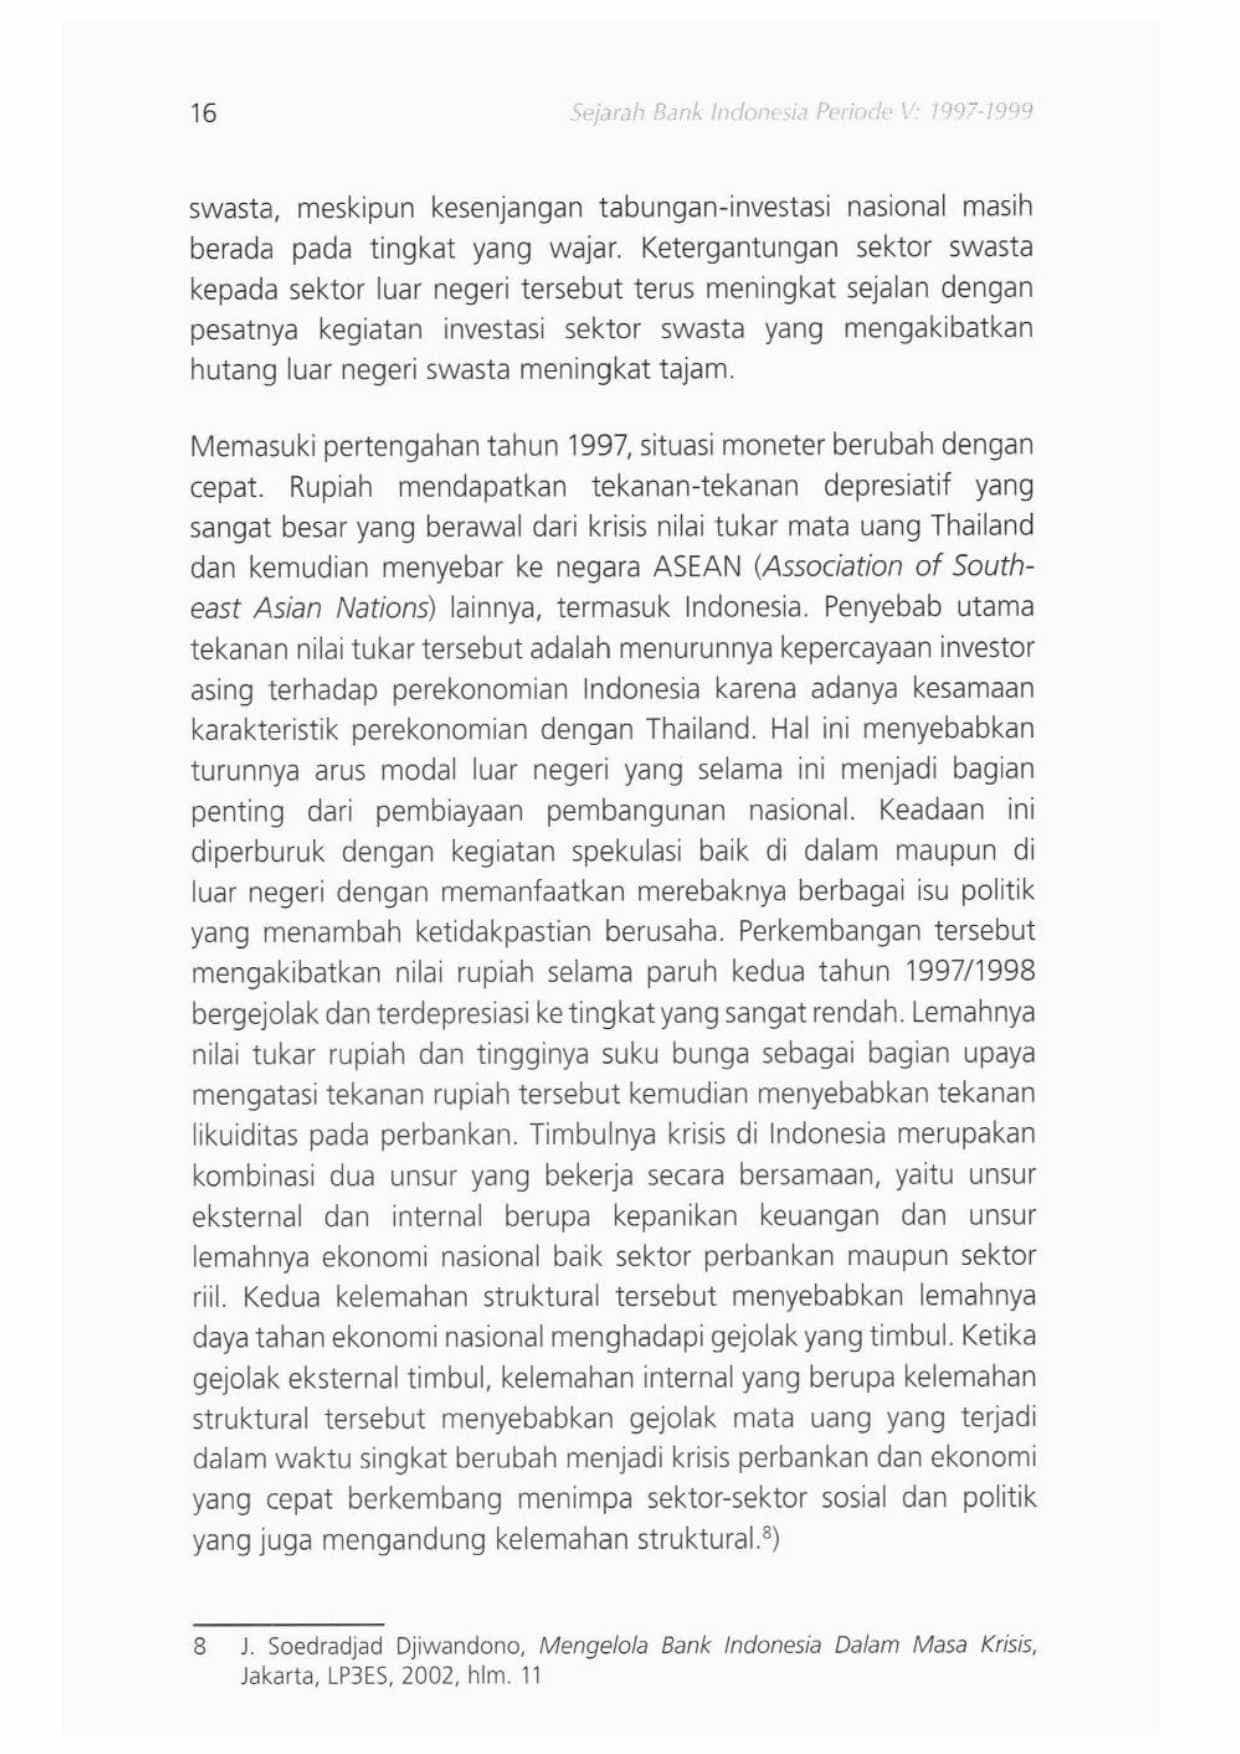 16
Sejarah Bank Indonesia Periode V: 1997-1999
swasta, meskipun kesenjangan tabungan-investasi nasional masih
berada pada tingkat yang wajar. Ketergantungan sektor swasta
kepada sektor luar negeri tersebut terus meningkat sejalan dengan
pesatnya kegiatan investasi sektor swasta yang mengakibatkan
hutang luar negeri swasta meningkat tajam.
Memasuki pertengahan tahun 1997, situasi moneter berubah dengan
cepat. Rupiah mendapatkan tekanan-tekanan depresiatif yang
sangat besar yang berawal dari krisis nilai tukar mata uang Thailand
dan kemudian menyebar ke negara ASEAN (Association of South-
east Asian Nations) lainnya, termasuk Indonesia. Penyebab utama
tekanan nilai tukar tersebut adalah menurunnya kepercayaan investor
asing terhadap perekonomian Indonesia karena adanya kesamaan
karakteristik perekonomian dengan Thailand. Hal ini menyebabkan
turunnya arus modal luar negeri yang selama ini menjadi bagian
penting dari pembiayaan pembangunan nasional. Keadaan ini
diperburuk dengan kegiatan spekulasi baik di dalam maupun di
luar negeri dengan memanfaatkan merebaknya berbagai isu politik
yang menambah ketidakpastian berusaha. Perkembangan tersebut
mengakibatkan nilai rupiah selama paruh kedua tahun 1997/1998
bergejolak dan terdepresiasi ke tingkat yang sangat rendah. Lemahnya
nilai tukar rupiah dan tingginya suku bunga sebagai bagian upaya
mengatasi tekanan rupiah tersebut kemudian menyebabkan tekanan
likuiditas pada perbankan. Timbulnya krisis di Indonesia merupakan
kombinasi dua unsur yang bekerja secara bersamaan, yaitu unsur
eksternal dan internal berupa kepanikan keuangan dan unsur
lemahnya ekonomi nasional baik sektor perbankan maupun sektor
riil. Kedua kelemahan struktural tersebut menyebabkan lemahnya
daya tahan ekonomi nasional menghadapi gejolak yang timbul. Ketika
gejolak eksternal timbul, kelemahan internal yang berupa kelemahan
struktural tersebut menyebabkan gejolak mata uang yang terjadi
dalam waktu singkat berubah menjadi krisis perbankan dan ekonomi
yang cepat berkembang menimpa sektor-sektor sosial dan politik
yang juga mengandung kelemahan struktural.⁸)
8 J. Soedradjad Djiwandono, Mengelola Bank Indonesia Dalam Masa Krisis,
Jakarta, LP3ES, 2002, hlm. 11